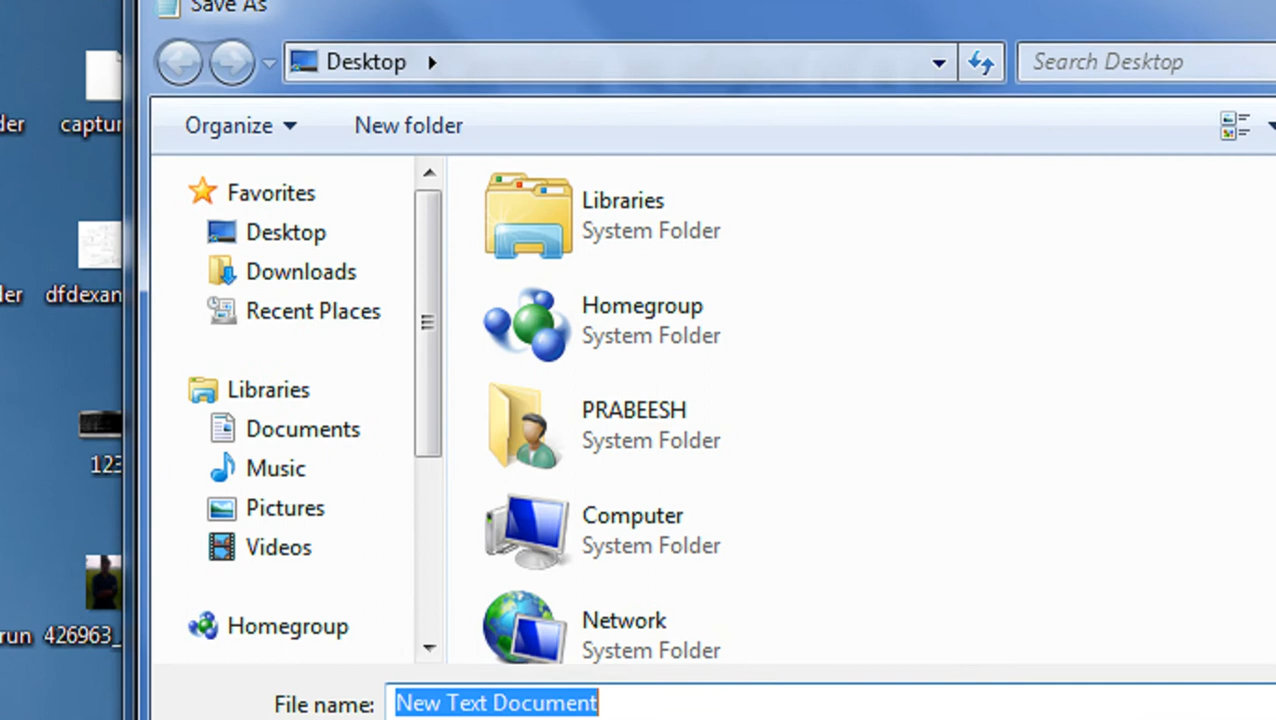 Save As
Desktop
Search Desktop
Organize
New folder
Favorites
Desktop
Downloads
Recent Places
Libraries
Documents
Music
Pictures
Videos
Homegroup
Libraries
System Folder
Homegroup
System Folder
PRABEESH
System Folder
Computer
System Folder
Network
System Folder
File name:
New Text Document
der
captur
ler
dfdexan
123
run
426963_